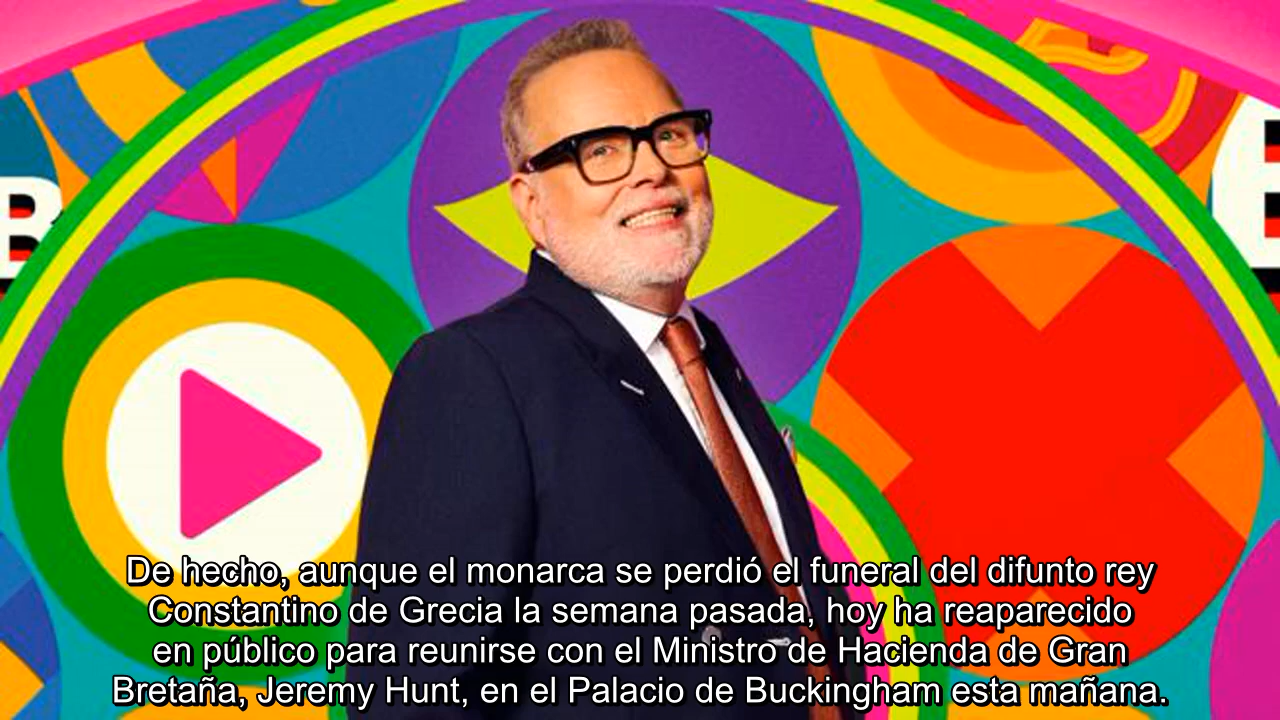 B
De hecho, aunque el monarca se perdió el funeral del difunto rey
Constantino de Grecia la semana pasada, hoy ha reaparecido
en público para reunirse con el Ministro de Hacienda de Gran
Bretaña, Jeremy Hunt, en el Palacio de Buckingham esta mañana.